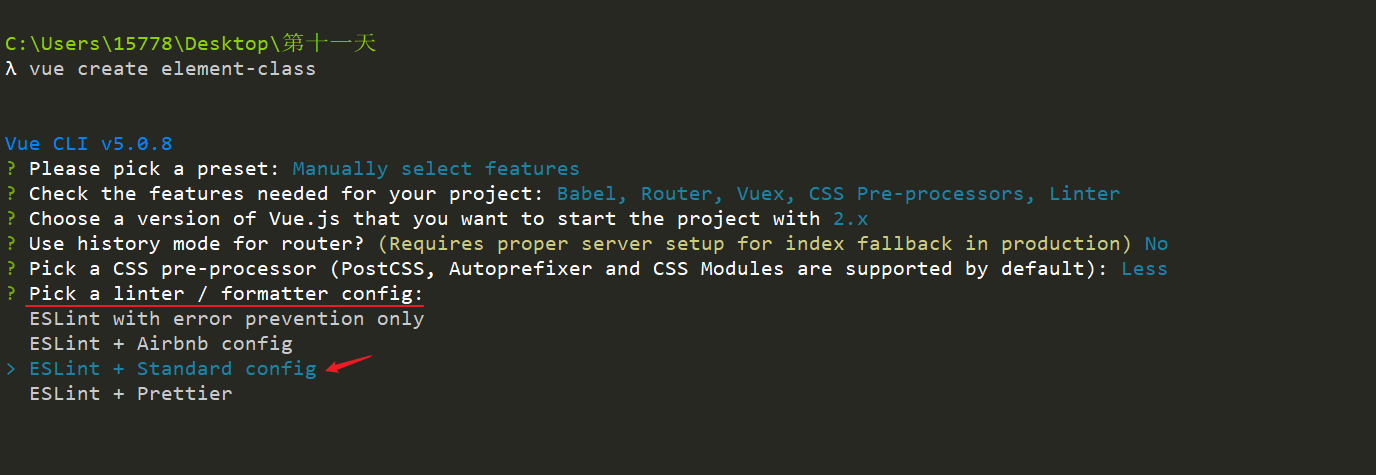 C:\Users\15778\Desktop\第十一天
λ vue create element-class
Vue CLI v5.0.8
? Please pick a preset: Manually select features
? Check the features needed for your project: Babel, Router, Vuex, CSS Pre-processors, Linter
? Choose a version of Vue.js that you want to start the project with 2.x
? Use history mode for router? (Requires proper server setup for index fallback in production) No
? Pick a CSS pre-processor (PostCSS, Autoprefixer and CSS Modules are supported by default): Less
? Pick a linter / formatter config:
ESLint with error prevention only
ESLint + Airbnb config
> ESLint + Standard config
ESLint + Prettier